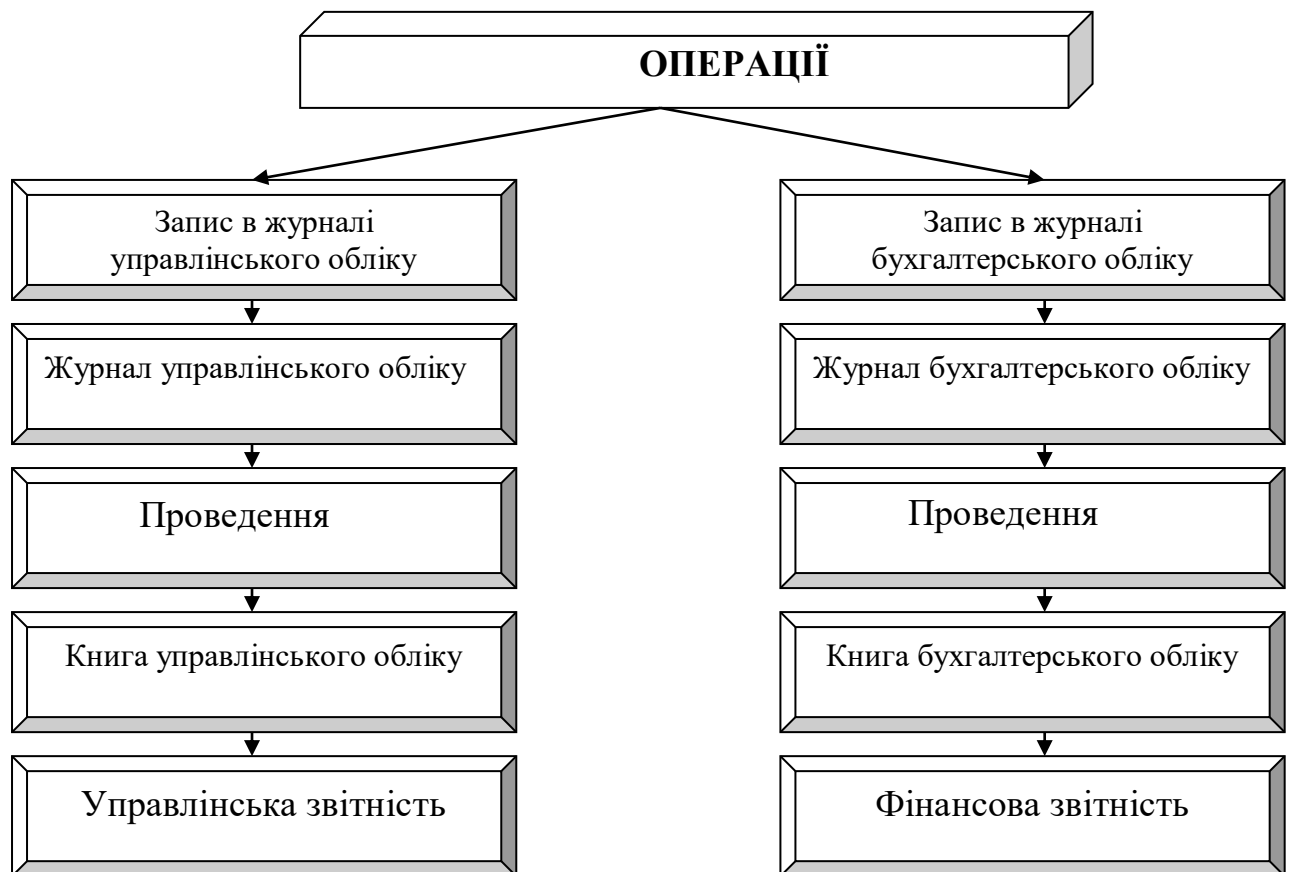 ОПЕРАЦІЇ
Запис в журналі
управлінського обліку
Запис в журналі
бухгалтерського обліку
Журнал управлінського обліку
Журнал бухгалтерського обліку
Проведення
Проведення
Книга управлінського обліку
Книга бухгалтерського обліку
Управлінська звітність
Фінансова звітність